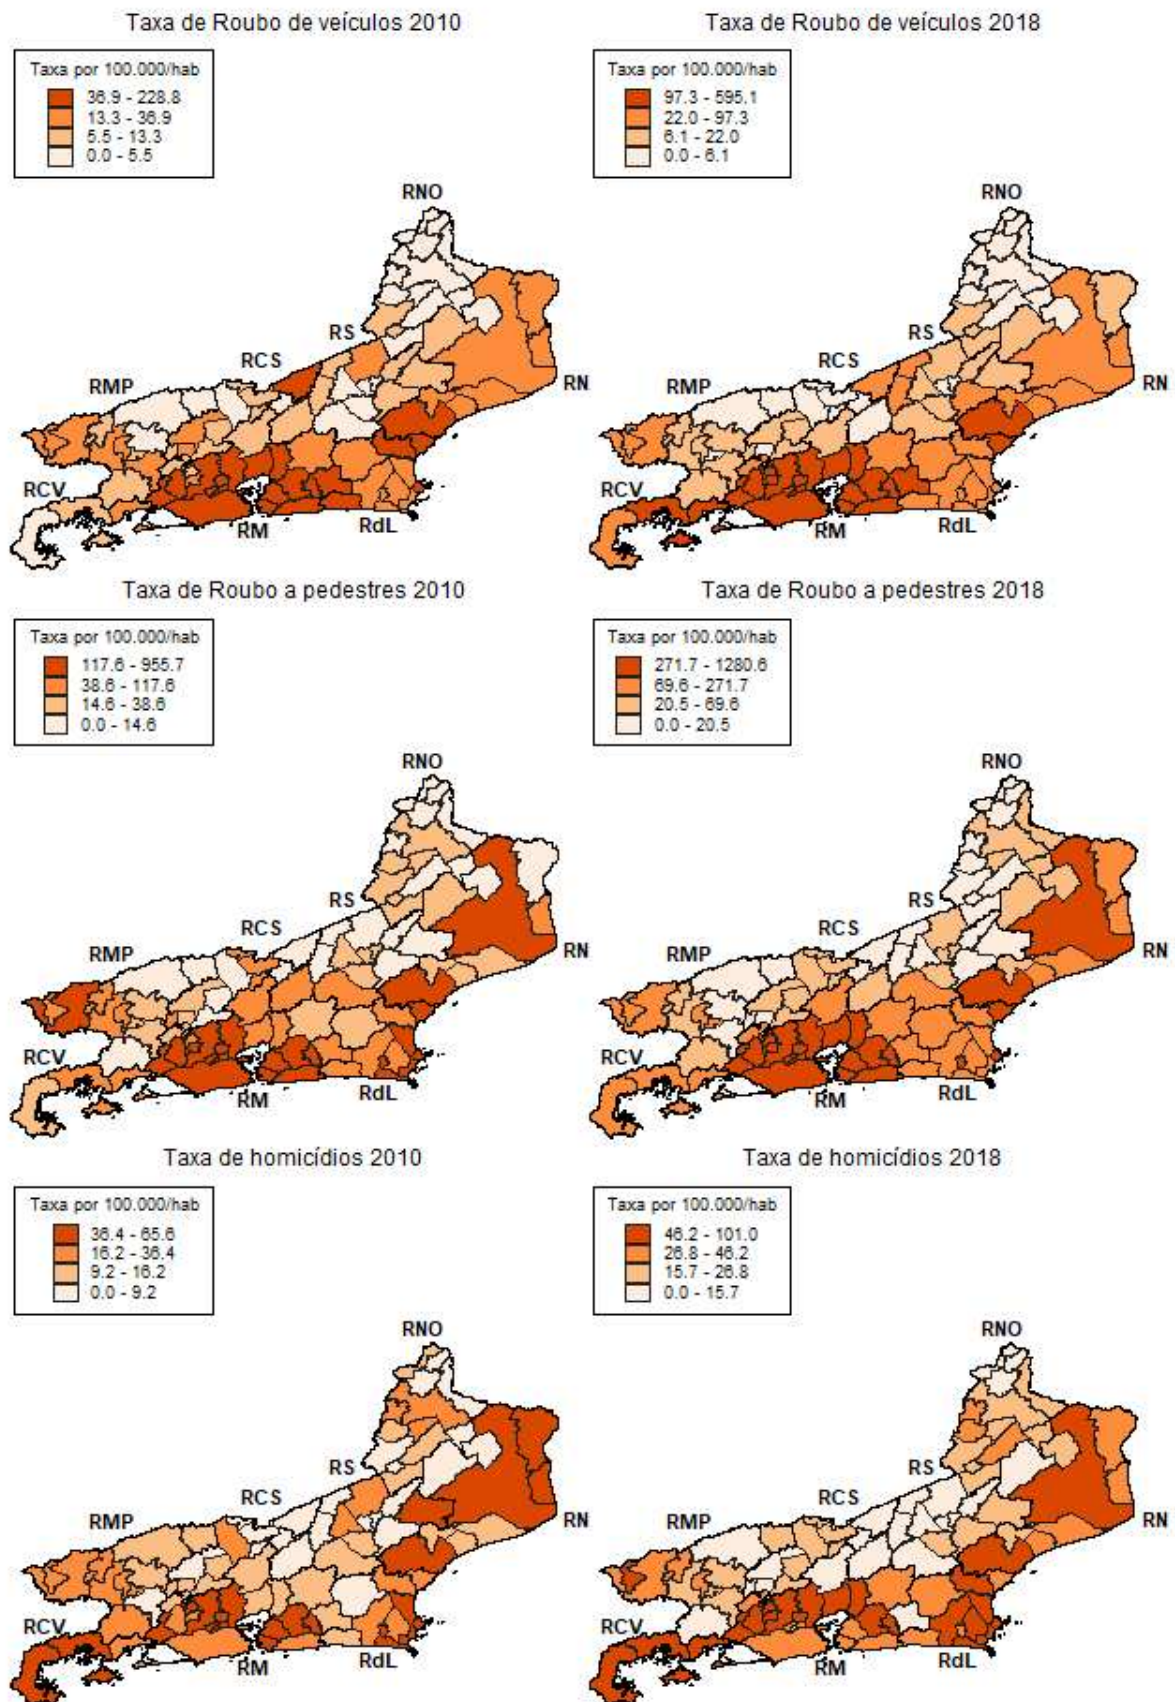 Taxa de Roubo de veículos 2010
Taxa por 100.000/hab
36.9 - 228.8
13.3 - 36.9
5.5 - 13.3
0.0 - 5.5
RNO
RS
RCS
RMP
RN
RCV
RM
RdL
Taxa de Roubo de veículos 2018
Taxa por 100.000/hab
97.3 - 595.1
22.0 - 97.3
6.1 - 22.0
0.0 - 6.1
RNO
RS
RCS
RMP
RN
RCV
RM
RdL
Taxa de Roubo a pedestres 2010
Taxa por 100.000/hab
117.6 - 955.7
38.6 - 117.6
14.6 - 38.6
0.0 - 14.6
RNO
RS
RCS
RMP
RN
RCV
RM
RdL
Taxa de Roubo a pedestres 2018
Taxa por 100.000/hab
271.7 - 1280.6
69.6 - 271.7
20.5 - 69.6
0.0 - 20.5
RNO
RS
RCS
RMP
RN
RCV
RM
RdL
Taxa de homicídios 2010
Taxa por 100.000/hab
36.4 - 65.6
16.2 - 36.4
9.2 - 16.2
0.0 - 9.2
RNO
RS
RCS
RMP
RN
RCV
RM
RdL
Taxa de homicídios 2018
Taxa por 100.000/hab
46.2 - 101.0
26.8 - 46.2
15.7 - 26.8
0.0 - 15.7
RNO
RS
RCS
RMP
RN
RCV
RM
RdL